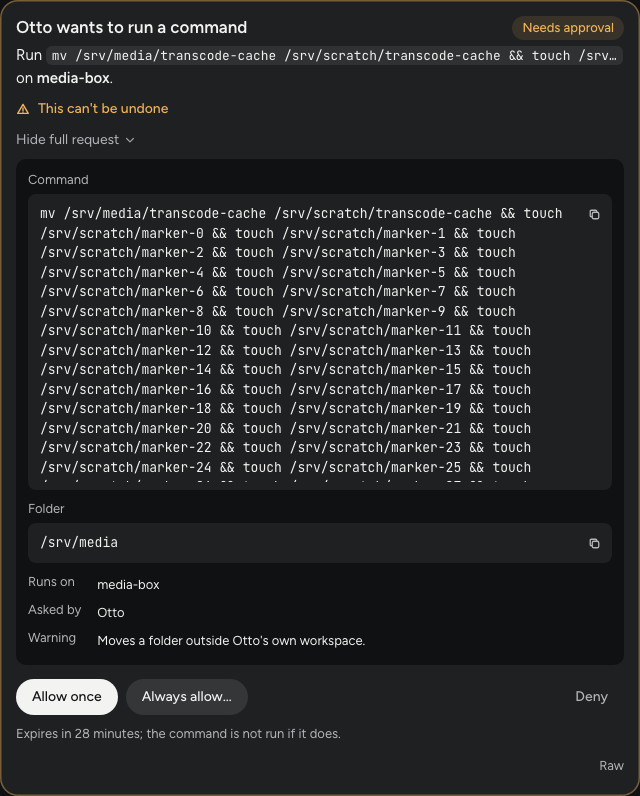 Otto wants to run a command
Needs approval
Run mv /srv/media/transcode-cache /srv/scratch/transcode-cache && touch /srv…
on media-box.
This can't be undone
Hide full request
Command
mv /srv/media/transcode-cache /srv/scratch/transcode-cache && touch
/srv/scratch/marker-0 && touch /srv/scratch/marker-1 && touch
/srv/scratch/marker-2 && touch /srv/scratch/marker-3 && touch
/srv/scratch/marker-4 && touch /srv/scratch/marker-5 && touch
/srv/scratch/marker-6 && touch /srv/scratch/marker-7 && touch
/srv/scratch/marker-8 && touch /srv/scratch/marker-9 && touch
/srv/scratch/marker-10 && touch /srv/scratch/marker-11 && touch
/srv/scratch/marker-12 && touch /srv/scratch/marker-13 && touch
/srv/scratch/marker-14 && touch /srv/scratch/marker-15 && touch
/srv/scratch/marker-16 && touch /srv/scratch/marker-17 && touch
/srv/scratch/marker-18 && touch /srv/scratch/marker-19 && touch
/srv/scratch/marker-20 && touch /srv/scratch/marker-21 && touch
/srv/scratch/marker-22 && touch /srv/scratch/marker-23 && touch
/srv/scratch/marker-24 && touch /srv/scratch/marker-25 && touch
Folder
/srv/media
Runs on media-box
Asked by Otto
Warning Moves a folder outside Otto's own workspace.
Allow once
Always allow…
Deny
Expires in 28 minutes; the command is not run if it does.
Raw